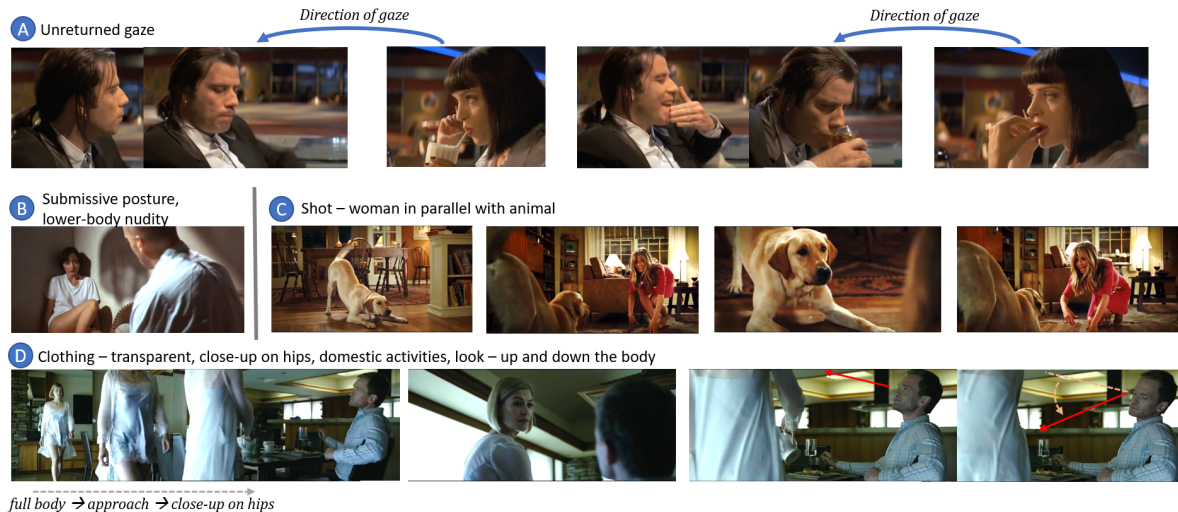 Direction of gaze
Direction of gaze
A Unreturned gaze
B Submissive posture,
lower-body nudity
C Shot – woman in parallel with animal
D Clothing – transparent, close-up on hips, domestic activities, look – up and down the body
full body → approach → close-up on hips